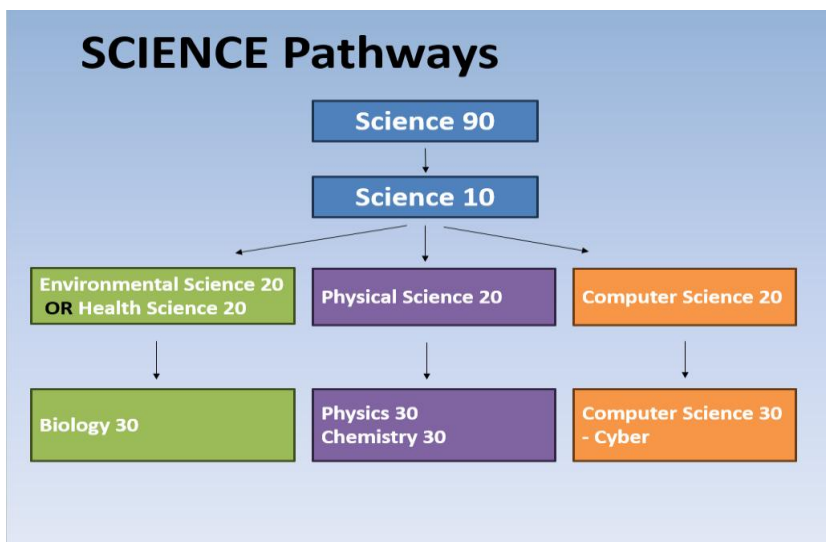 SCIENCE Pathways
Science 90
Science 10
Environmental Science 20
OR Health Science 20
Physical Science 20
Computer Science 20
Biology 30
Physics 30
Chemistry 30
Computer Science 30
- Cyber